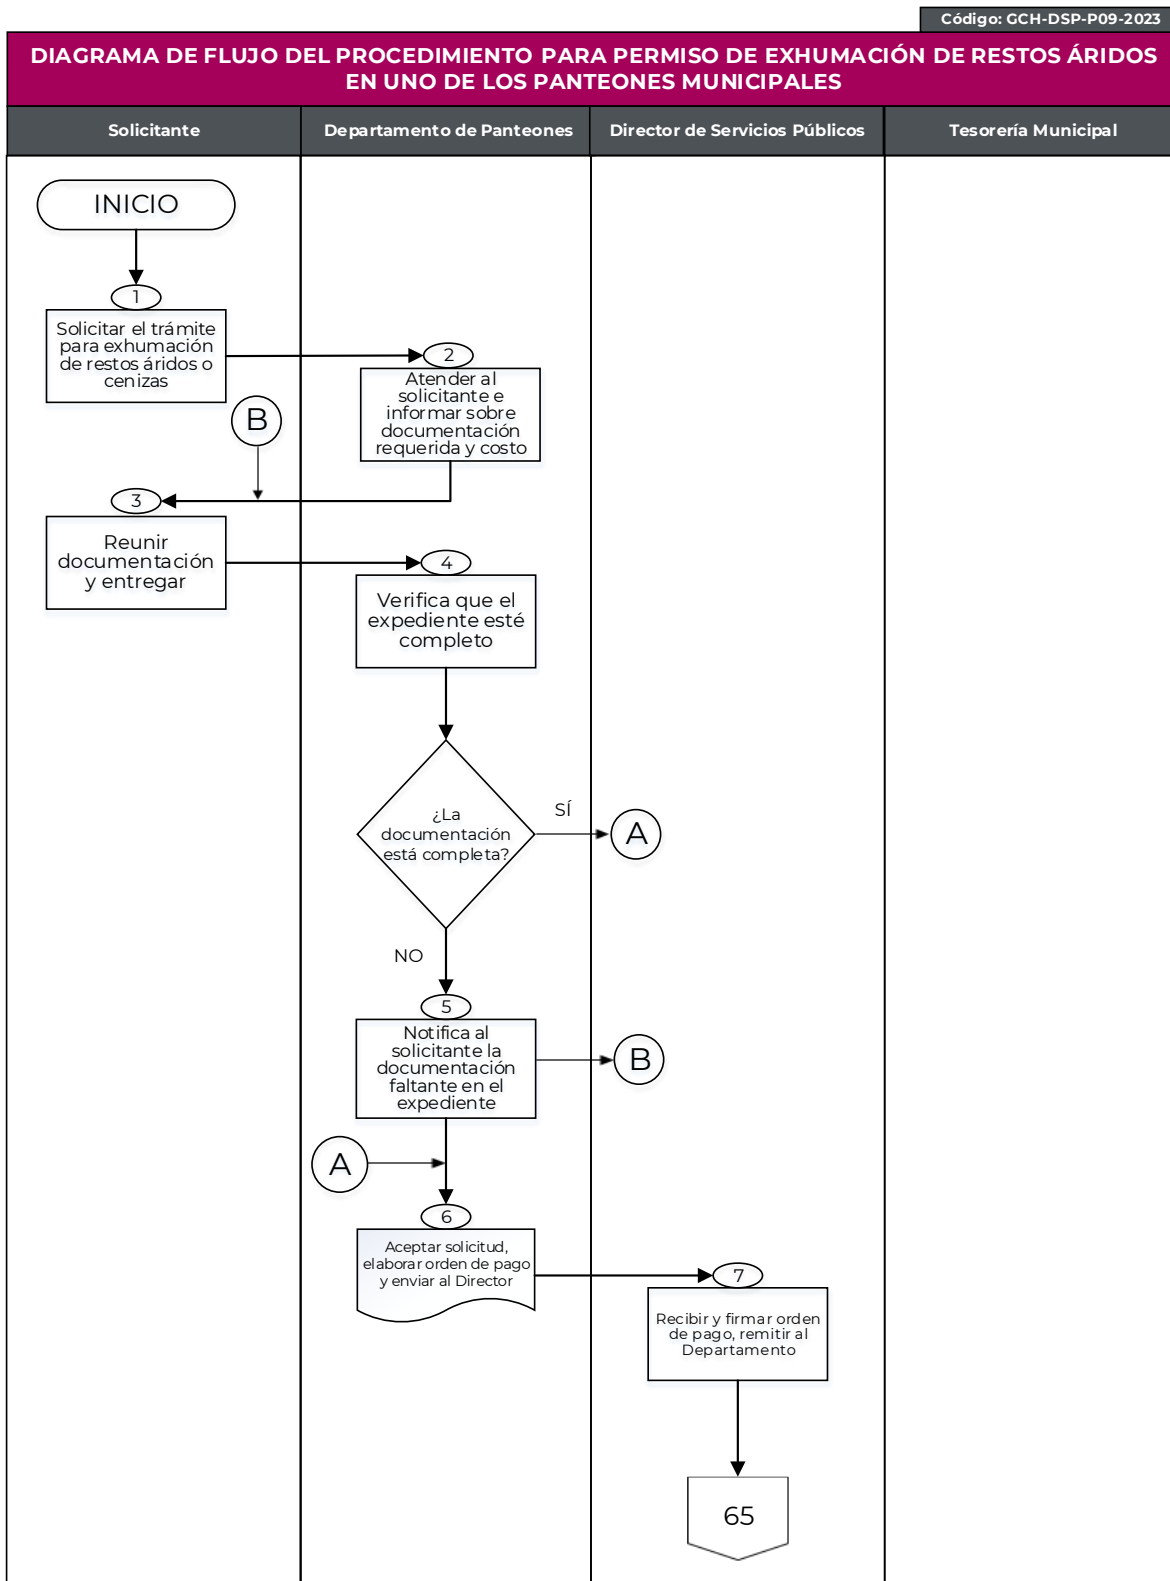 Código: GCH-DSP-P09-2023
DIAGRAMA DE FLUJO DEL PROCEDIMIENTO PARA PERMISO DE EXHUMACIÓN DE RESTOS ÁRIDOS
EN UNO DE LOS PANTEONES MUNICIPALES
Solicitante
Departamento de Panteones
Director de Servicios Públicos
Tesorería Municipal
INICIO
1
Solicitar el trámite
para exhumación
de restos áridos o
cenizas
2
Atender al
solicitante e
informar sobre
documentación
requerida y costo
B
3
Reunir
documentación
y entregar
4
Verifica que el
expediente esté
completo
¿La
documentación
está completa?
SÍ
A
NO
5
Notifica al
solicitante la
documentación
faltante en el
expediente
B
A
6
Aceptar solicitud,
elaborar orden de pago
y enviar al Director
7
Recibir y firmar orden
de pago, remitir al
Departamento
65